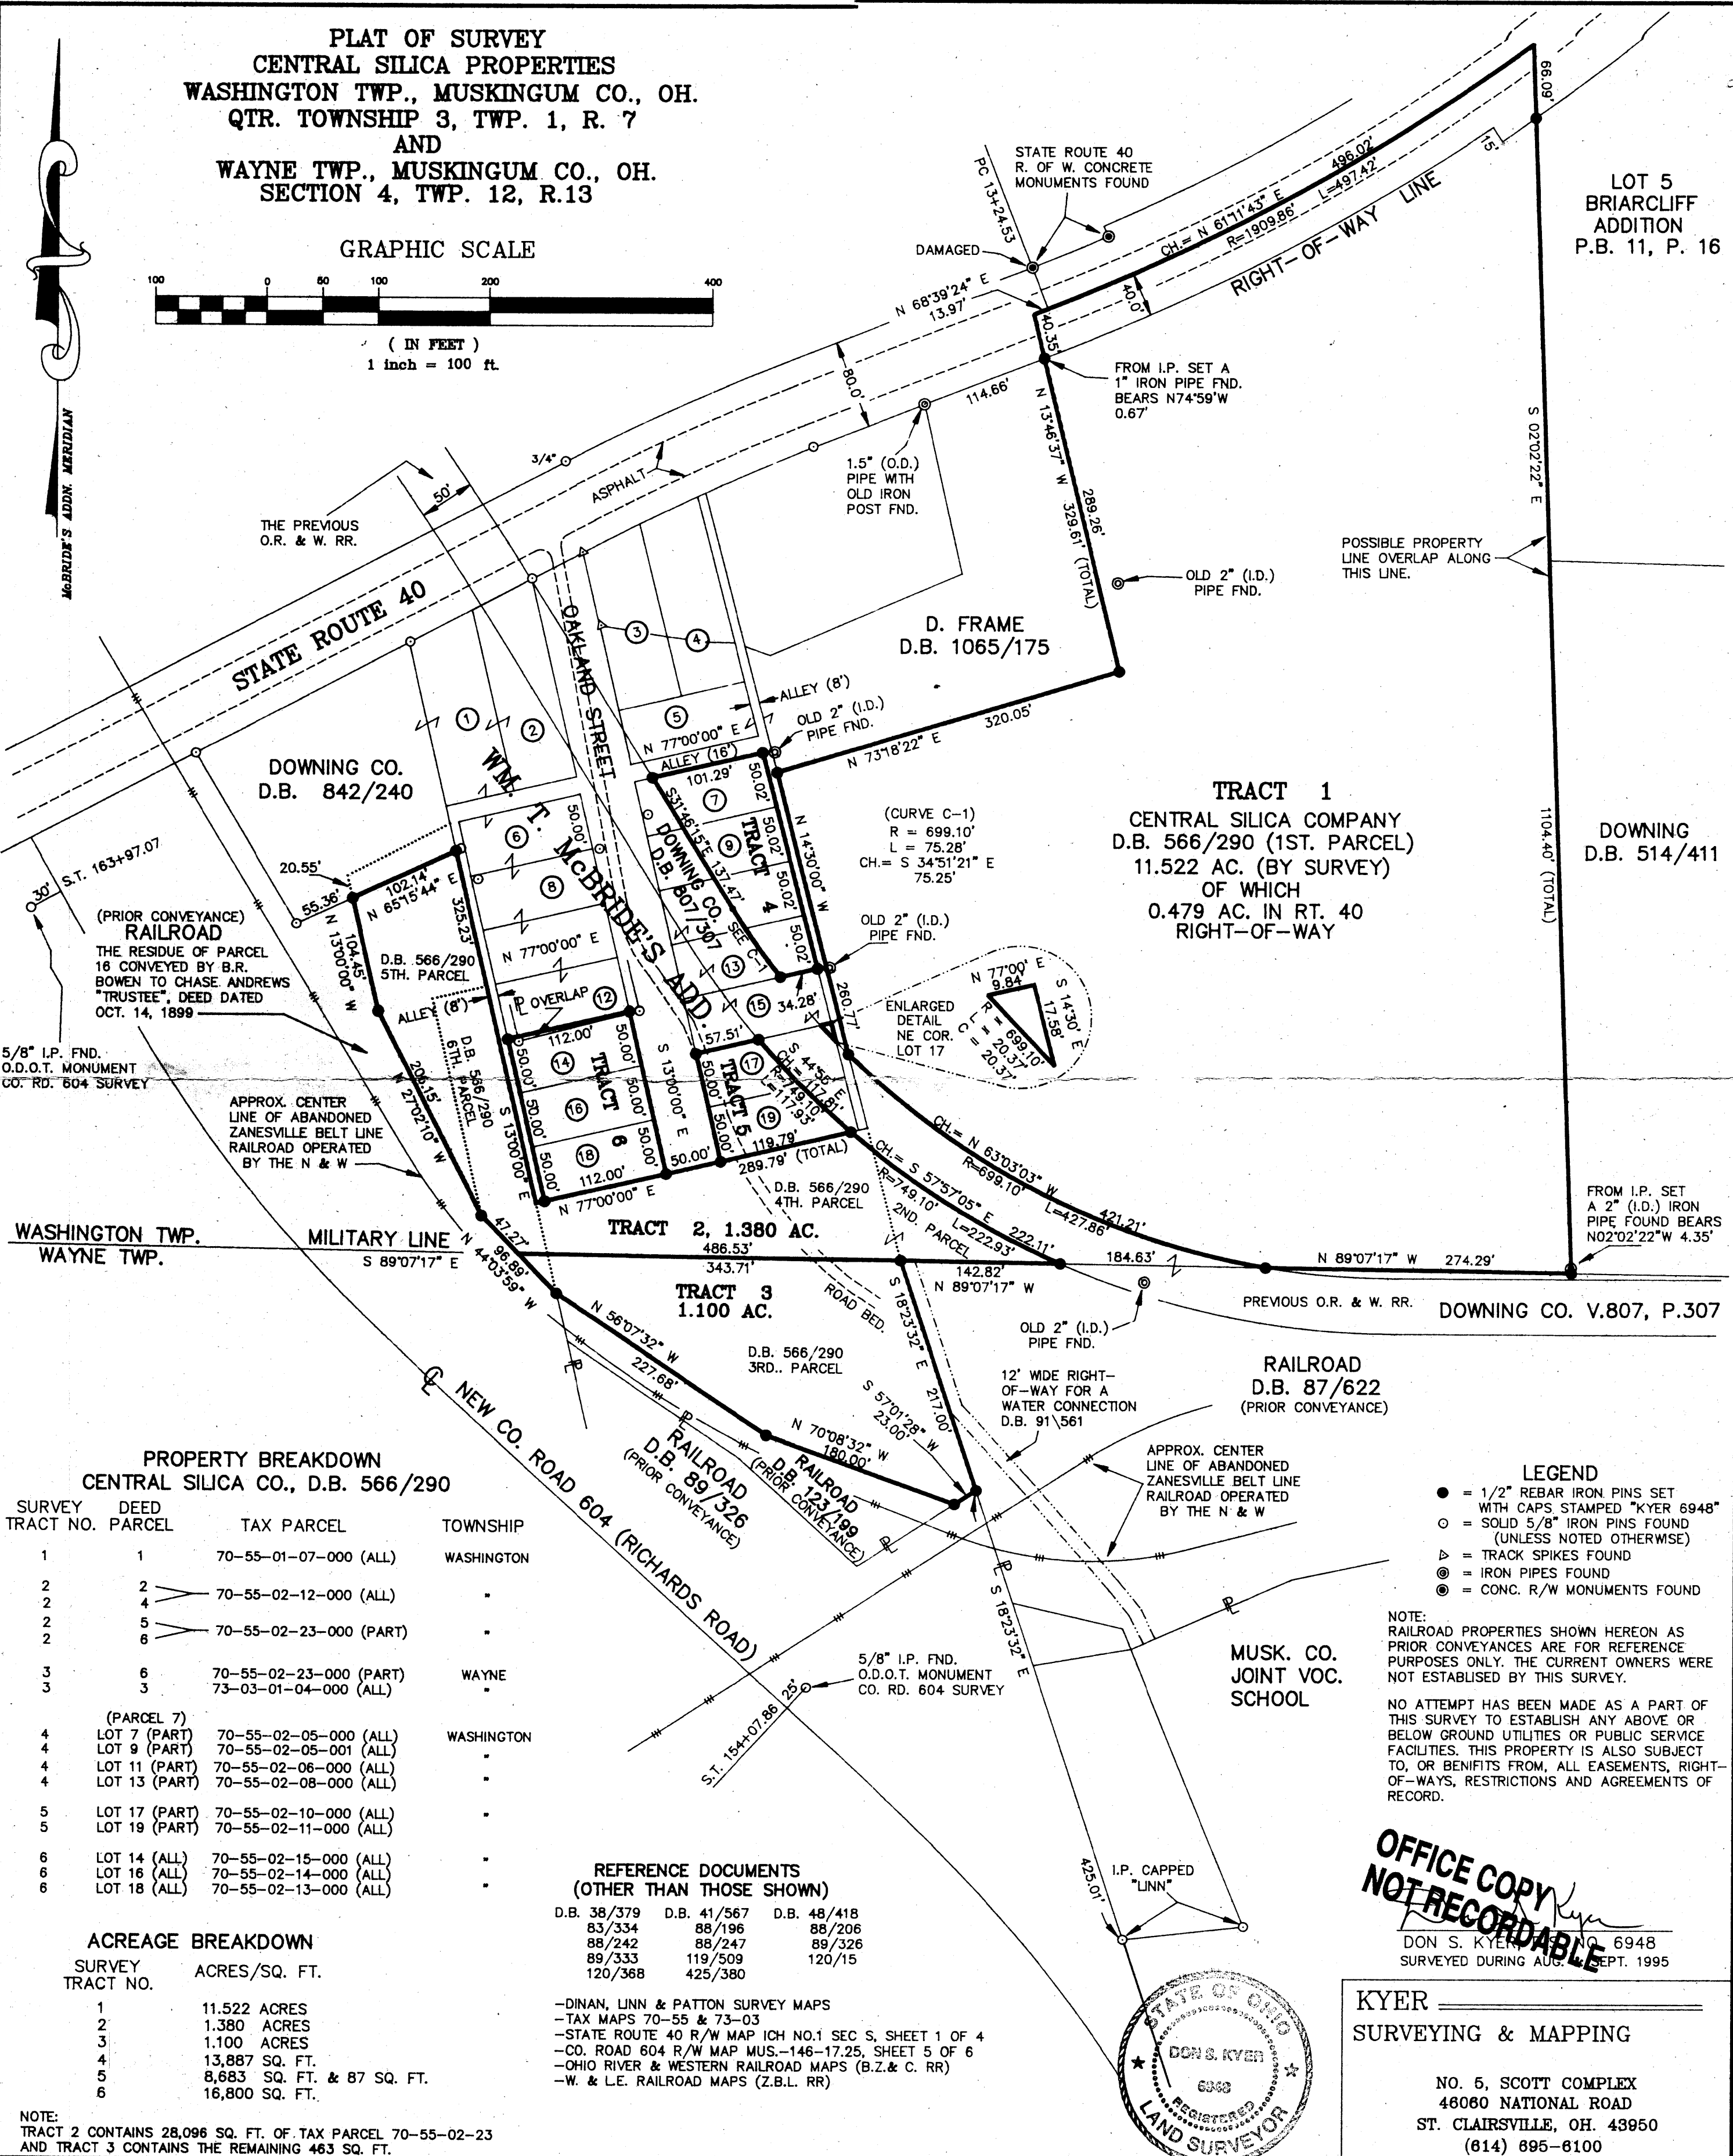 PLAT OF SURVEY
CENTRAL SILICA PROPERTIES
WASHINGTON TWP., MUSKINGUM CO., OH.
QTR. TOWNSHIP 3, TWP. 1, R. 7
AND
WAYNE TWP., MUSKINGUM CO., OH.
SECTION 4, TWP. 12, R.13
GRAPHIC SCALE
100 0 50 100 200 400
( IN FEET )
1 inch = 100 ft.
McBRIDE'S ADDN. MERIDIAN
STATE ROUTE 40
R. OF W. CONCRETE
MONUMENTS FOUND
PC 13+24.53
DAMAGED
N 68°39'24" E
13.97'
40.35'
CH.= N 61°11'43" E
496.02'
R=1909.86'
L=497.42'
RIGHT-OF-WAY LINE
40.0'
15'
66.09'
LOT 5
BRIARCLIFF
ADDITION
P.B. 11, P. 16
FROM I.P. SET A
1" IRON PIPE FND.
BEARS N74°59'W
0.67'
80.0'
114.66'
1.5" (O.D.)
PIPE WITH
OLD IRON
POST FND.
N 13°46'37" W
289.26'
329.61' (TOTAL)
OLD 2" (I.D.)
PIPE FND.
S 02°02'22" E
1104.40' (TOTAL)
POSSIBLE PROPERTY
LINE OVERLAP ALONG
THIS LINE.
3/4"
ASPHALT
50'
THE PREVIOUS
O.R. & W. RR.
STATE ROUTE 40
OAKLAND STREET
D. FRAME
D.B. 1065/175
3
4
1
2
5
ALLEY (8')
OLD 2" (I.D.)
PIPE FND.
N 77°00'00" E
ALLEY (16')
101.29'
N 73°18'22" E
320.05'
DOWNING CO.
D.B. 842/240
WM. T. McBRIDE'S ADD.
TRACT 1
CENTRAL SILICA COMPANY
D.B. 566/290 (1ST. PARCEL)
11.522 AC. (BY SURVEY)
OF WHICH
0.479 AC. IN RT. 40
RIGHT-OF-WAY
DOWNING
D.B. 514/411
(CURVE C-1)
R = 699.10'
L = 75.28'
CH.= S 34°51'21" E
75.25'
7
9
TRACT 4
50.02'
50.02'
50.02'
50.02'
N 14°30'00" W
260.77'
S31°46'15"E 137.47'
SEE C-1
DOWNING CO.
D.B. 807/307
13
15
34.28'
OLD 2" (I.D.)
PIPE FND.
6
8
50.00'
N 77°00'00" E
S.T. 163+97.07
30'
20.55'
55.36'
102.14'
N 65°15'44" E
325.23'
N 13°00'00" W
104.45'
(PRIOR CONVEYANCE)
RAILROAD
THE RESIDUE OF PARCEL
16 CONVEYED BY B.R.
BOWEN TO CHASE ANDREWS
"TRUSTEE", DEED DATED
OCT. 14, 1899
D.B. 566/290
5TH. PARCEL
ALLEY (8')
PL OVERLAP
12
112.00'
57.51'
ENLARGED
DETAIL
NE COR.
LOT 17
N 77°00' E
9.84'
S 14°30' E
17.58'
R = 699.10'
L = 20.37'
C = 20.37'
5/8" I.P. FND.
O.D.O.T. MONUMENT
CO. RD. 604 SURVEY
D.B. 566/290
6TH. PARCEL
206.15'
N 27°02'10" W
APPROX. CENTER
LINE OF ABANDONED
ZANESVILLE BELT LINE
RAILROAD OPERATED
BY THE N & W
S 13°00'00" E
50.00'
50.00'
50.00'
14
16
18
TRACT 6
50.00'
50.00'
50.00'
S 13°00'00" E
50.00'
50.00'
TRACT 5
17
19
S 44°56' E
CH.= 117.81'
R=749.10'
L=117.93'
112.00'
50.00'
119.79'
N 77°00'00" E
289.79' (TOTAL)
D.B. 566/290
4TH. PARCEL
CH.= S 57°57'05" E
222.11'
R=749.10'
L=222.93'
2ND. PARCEL
CH.= N 63°03'03" W
421.21'
R=699.10'
L=427.86'
FROM I.P. SET
A 2" (I.D.) IRON
PIPE FOUND BEARS
N02°02'22"W 4.35'
WASHINGTON TWP.
WAYNE TWP.
MILITARY LINE
S 89°07'17" E
47.27'
96.89'
N 44°03'59" W
TRACT 2, 1.380 AC.
486.53'
343.71'
142.82'
N 89°07'17" W
184.63'
N 89°07'17" W 274.29'
TRACT 3
1.100 AC.
ROAD BED.
PREVIOUS O.R. & W. RR.
DOWNING CO. V.807, P.307
OLD 2" (I.D.)
PIPE FND.
N 56°07'32" W
227.68'
D.B. 566/290
3RD.. PARCEL
S 18°23'32" E 217.00'
12' WIDE RIGHT-
OF-WAY FOR A
WATER CONNECTION
D.B. 91\561
RAILROAD
D.B. 87/622
(PRIOR CONVEYANCE)
S 57°01'28" W
23.00'
N 70°08'32" W
180.00'
RAILROAD
D.B. 123/199
(PRIOR CONVEYANCE)
RAILROAD
D.B. 89/326
(PRIOR CONVEYANCE)
CL NEW CO. ROAD 604 (RICHARDS ROAD)
APPROX. CENTER
LINE OF ABANDONED
ZANESVILLE BELT LINE
RAILROAD OPERATED
BY THE N & W
S 18°23'32" E
425.01'
5/8" I.P. FND.
O.D.O.T. MONUMENT
CO. RD. 604 SURVEY
S.T. 154+07.86
25'
MUSK. CO.
JOINT VOC.
SCHOOL
I.P. CAPPED
"LINN"
PROPERTY BREAKDOWN
CENTRAL SILICA CO., D.B. 566/290
SURVEY TRACT NO. DEED PARCEL TAX PARCEL TOWNSHIP
1 1 70-55-01-07-000 (ALL) WASHINGTON
2 2
2 4 70-55-02-12-000 (ALL) "
2 5
2 6 70-55-02-23-000 (PART) "
3 6 70-55-02-23-000 (PART) WAYNE
3 3 73-03-01-04-000 (ALL) "
(PARCEL 7)
4 LOT 7 (PART) 70-55-02-05-000 (ALL) WASHINGTON
4 LOT 9 (PART) 70-55-02-05-001 (ALL) "
4 LOT 11 (PART) 70-55-02-06-000 (ALL)
4 LOT 13 (PART) 70-55-02-08-000 (ALL) "
5 LOT 17 (PART) 70-55-02-10-000 (ALL) "
5 LOT 19 (PART) 70-55-02-11-000 (ALL)
6 LOT 14 (ALL) 70-55-02-15-000 (ALL) "
6 LOT 16 (ALL) 70-55-02-14-000 (ALL)
6 LOT 18 (ALL) 70-55-02-13-000 (ALL) "
ACREAGE BREAKDOWN
SURVEY TRACT NO. ACRES/SQ. FT.
1 11.522 ACRES
2 1.380 ACRES
3 1.100 ACRES
4 13,887 SQ. FT.
5 8,683 SQ. FT. & 87 SQ. FT.
6 16,800 SQ. FT.
NOTE:
TRACT 2 CONTAINS 28,096 SQ. FT. OF TAX PARCEL 70-55-02-23
AND TRACT 3 CONTAINS THE REMAINING 463 SQ. FT.
REFERENCE DOCUMENTS
(OTHER THAN THOSE SHOWN)
D.B. 38/379 D.B. 41/567 D.B. 48/418
83/334 88/196 88/206
88/242 88/247 89/326
89/333 119/509 120/15
120/368 425/380
-DINAN, LINN & PATTON SURVEY MAPS
-TAX MAPS 70-55 & 73-03
-STATE ROUTE 40 R/W MAP ICH NO.1 SEC S, SHEET 1 OF 4
-CO. ROAD 604 R/W MAP MUS.-146-17.25, SHEET 5 OF 6
-OHIO RIVER & WESTERN RAILROAD MAPS (B.Z.& C. RR)
-W. & L.E. RAILROAD MAPS (Z.B.L. RR)
LEGEND
= 1/2" REBAR IRON PINS SET
WITH CAPS STAMPED "KYER 6948"
= SOLID 5/8" IRON PINS FOUND
(UNLESS NOTED OTHERWISE)
= TRACK SPIKES FOUND
= IRON PIPES FOUND
= CONC. R/W MONUMENTS FOUND
NOTE:
RAILROAD PROPERTIES SHOWN HEREON AS
PRIOR CONVEYANCES ARE FOR REFERENCE
PURPOSES ONLY. THE CURRENT OWNERS WERE
NOT ESTABLISED BY THIS SURVEY.
NO ATTEMPT HAS BEEN MADE AS A PART OF
THIS SURVEY TO ESTABLISH ANY ABOVE OR
BELOW GROUND UTILITIES OR PUBLIC SERVICE
FACILITIES. THIS PROPERTY IS ALSO SUBJECT
TO, OR BENIFITS FROM, ALL EASEMENTS, RIGHT-
OF-WAYS, RESTRICTIONS AND AGREEMENTS OF
RECORD.
OFFICE COPY
NOT RECORDABLE
DON S. KYER NO. 6948
SURVEYED DURING AUG. & SEPT. 1995
STATE OF OHIO
DON S. KYER
6948
REGISTERED
LAND SURVEYOR
KYER
SURVEYING & MAPPING
NO. 5, SCOTT COMPLEX
46060 NATIONAL ROAD
ST. CLAIRSVILLE, OH. 43950
(614) 695-6100